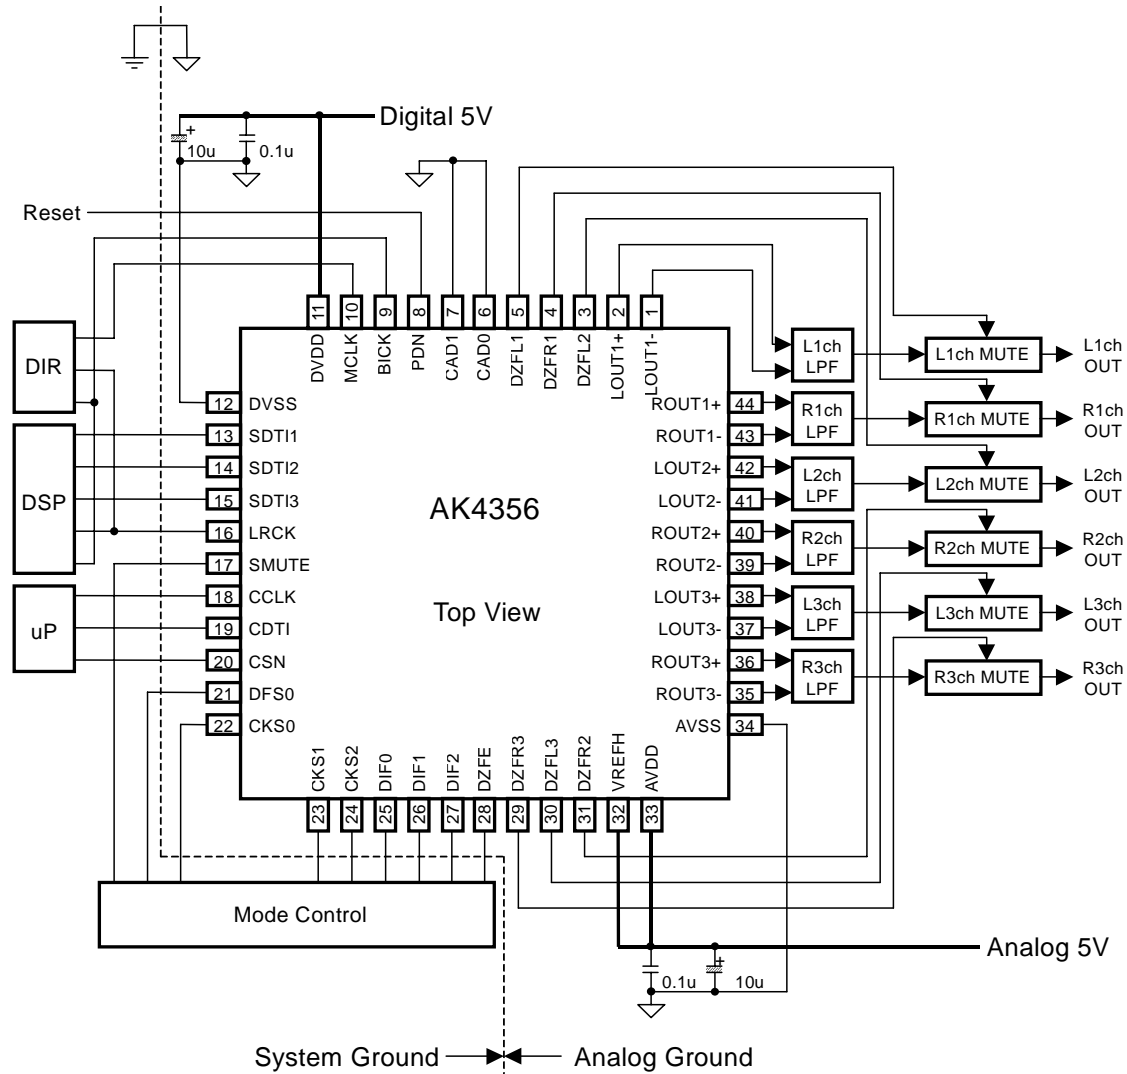 Digital 5V
+
10u
0.1u
Reset
11
10
9
8
7
6
5
4
3
2
1
DVDD
MCLK
BICK
PDN
CAD1
CAD0
DZFL1
DZFR1
DZFL2
LOUT1+
LOUT1-
DIR
DSP
uP
12 DVSS
13 SDTI1
14 SDTI2
15 SDTI3
16 LRCK
17 SMUTE
18 CCLK
19 CDTI
20 CSN
21 DFS0
22 CKS0
AK4356
Top View
ROUT1+ 44
ROUT1- 43
LOUT2+ 42
LOUT2- 41
ROUT2+ 40
ROUT2- 39
LOUT3+ 38
LOUT3- 37
ROUT3+ 36
ROUT3- 35
AVSS 34
L1ch
LPF
R1ch
LPF
L2ch
LPF
R2ch
LPF
L3ch
LPF
R3ch
LPF
L1ch MUTE
R1ch MUTE
L2ch MUTE
R2ch MUTE
L3ch MUTE
R3ch MUTE
L1ch
OUT
R1ch
OUT
L2ch
OUT
R2ch
OUT
L3ch
OUT
R3ch
OUT
CKS1
CKS2
DIF0
DIF1
DIF2
DZFE
DZFR3
DZFL3
DZFR2
VREFH
AVDD
23
24
25
26
27
28
29
30
31
32
33
Mode Control
Analog 5V
0.1u
+
10u
System Ground
Analog Ground